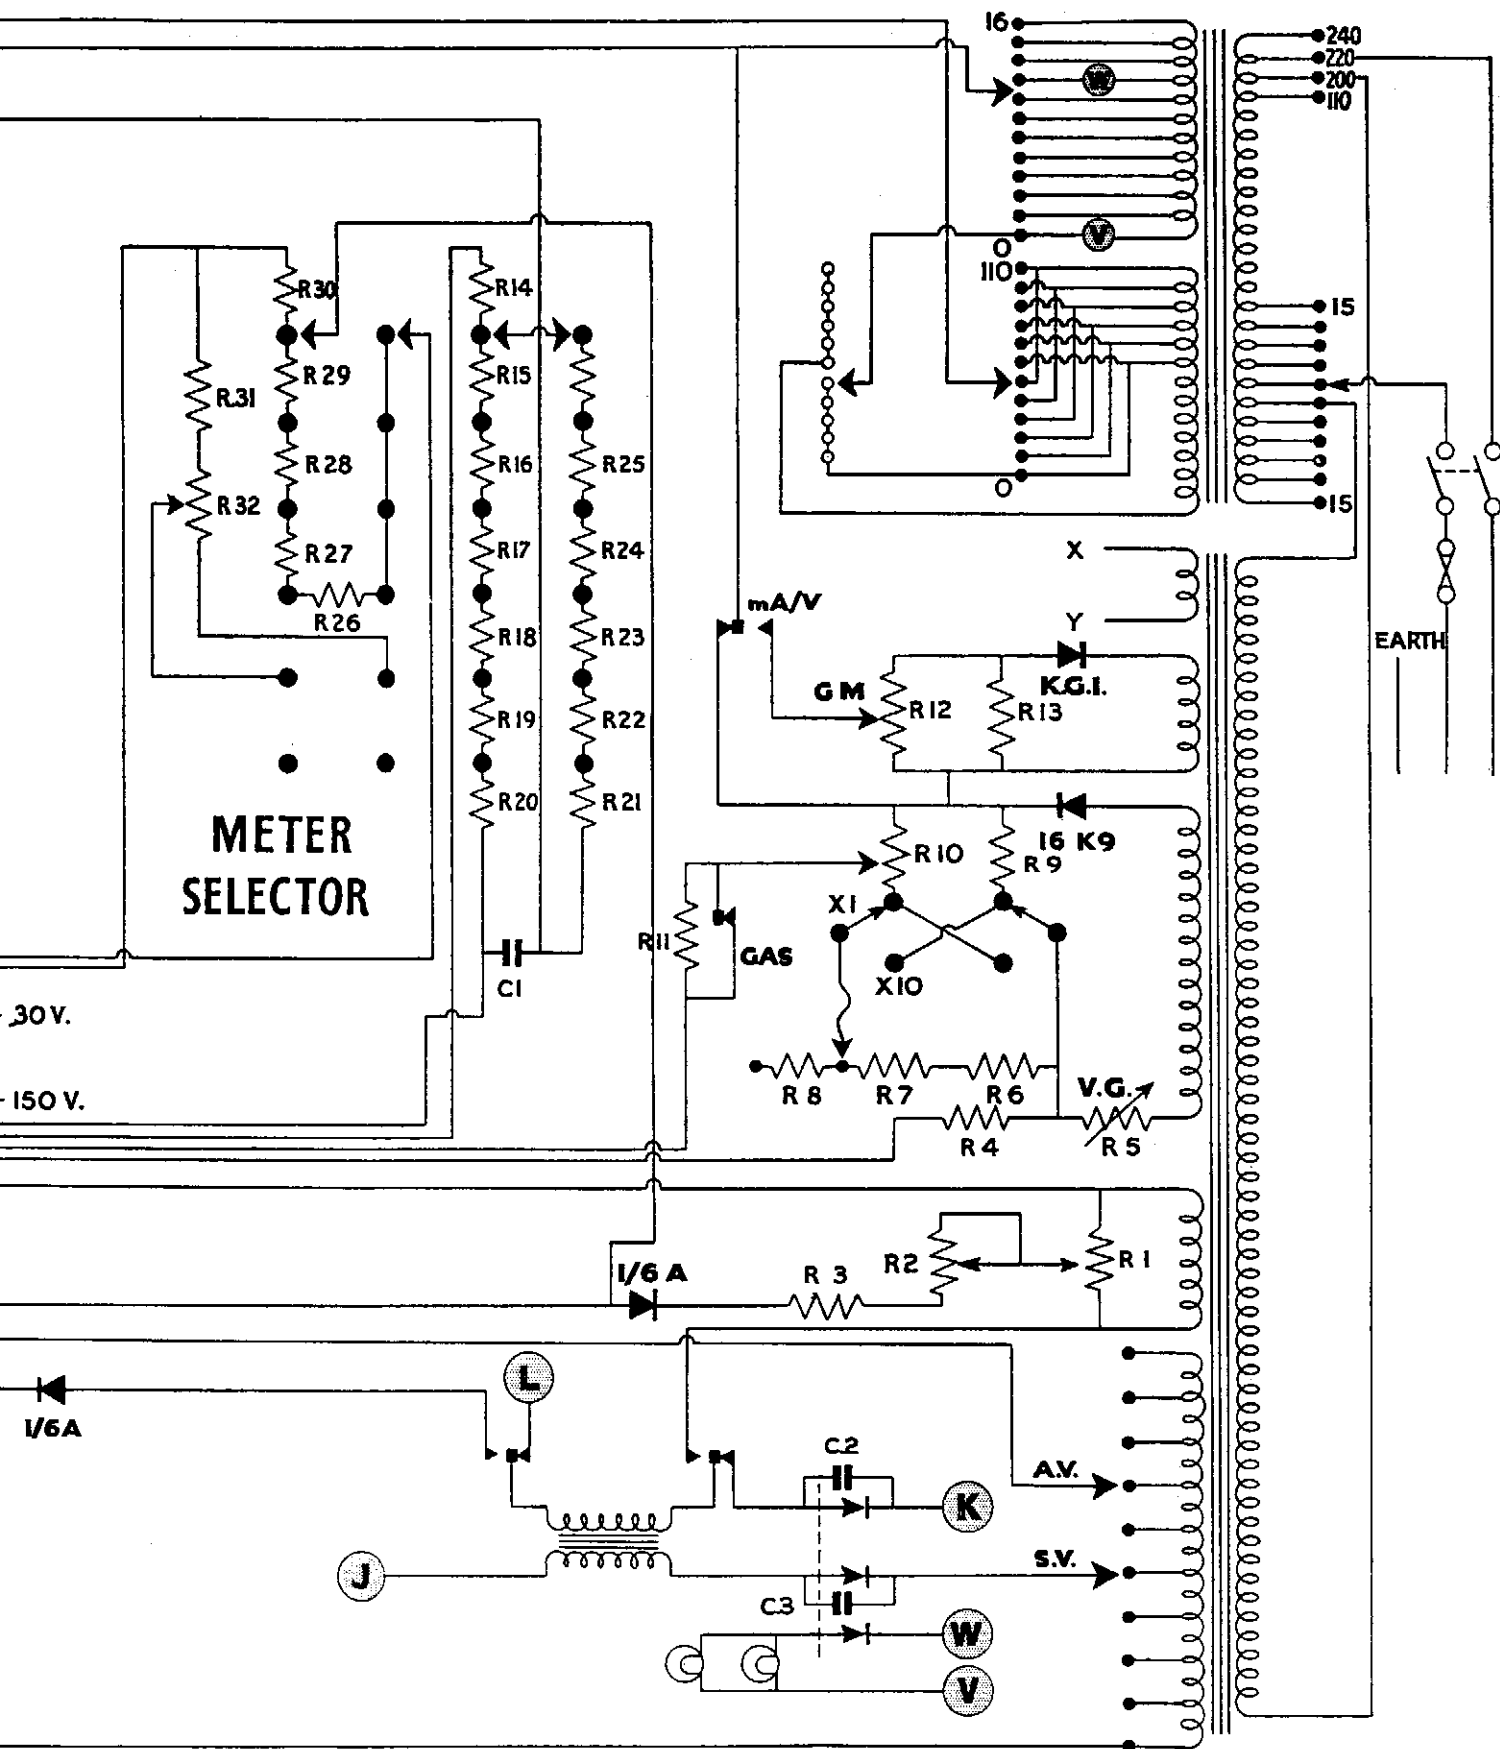 16
240
220
200
110
W
V
0
110
R30
R14
15
R29
R15
R.31
R28
R16
R25
R32
0
15
R27
R17
R24
X
R26
mA/V
Y
R18
R23
EARTH
K.G.I.
GM
R12
R13
R19
R22
R20
R21
METER
SELECTOR
16 K9
R10
R9
X1
R11
GAS
X10
C1
- 30 V.
R8
R7
R6
V.G.
- 150 V.
R4
R5
R2
R1
1/6 A
R 3
L
1/6A
C.2
A.V.
K
S.V.
J
C.3
W
V